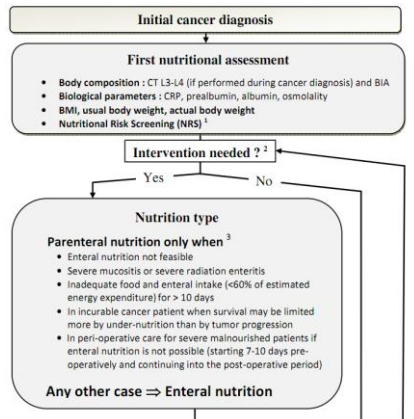 Initial cancer diagnosis
First nutritional assessment
• Body composition : CT L3-L4 (if performed during cancer diagnosis) and BIA
• Biological parameters : CRP, prealbumin, albumin, osmolality
• BMI, usual body weight, actual body weight
• Nutritional Risk Screening (NRS) 1
Intervention needed ? 2
Yes
No
Nutrition type
Parenteral nutrition only when 3
• Enteral nutrition not feasible
• Severe mucositis or severe radiation enteritis
• Inadequate food and enteral intake (<60% of estimated
energy expenditure) for > 10 days
• In incurable cancer patient when survival may be limited
more by under-nutrition than by tumor progression
• In peri-operative care for severe malnourished patients if
enteral nutrition is not possible (starting 7-10 days pre-
operatively and continuing into the post-operative period)
Any other case ⇒ Enteral nutrition